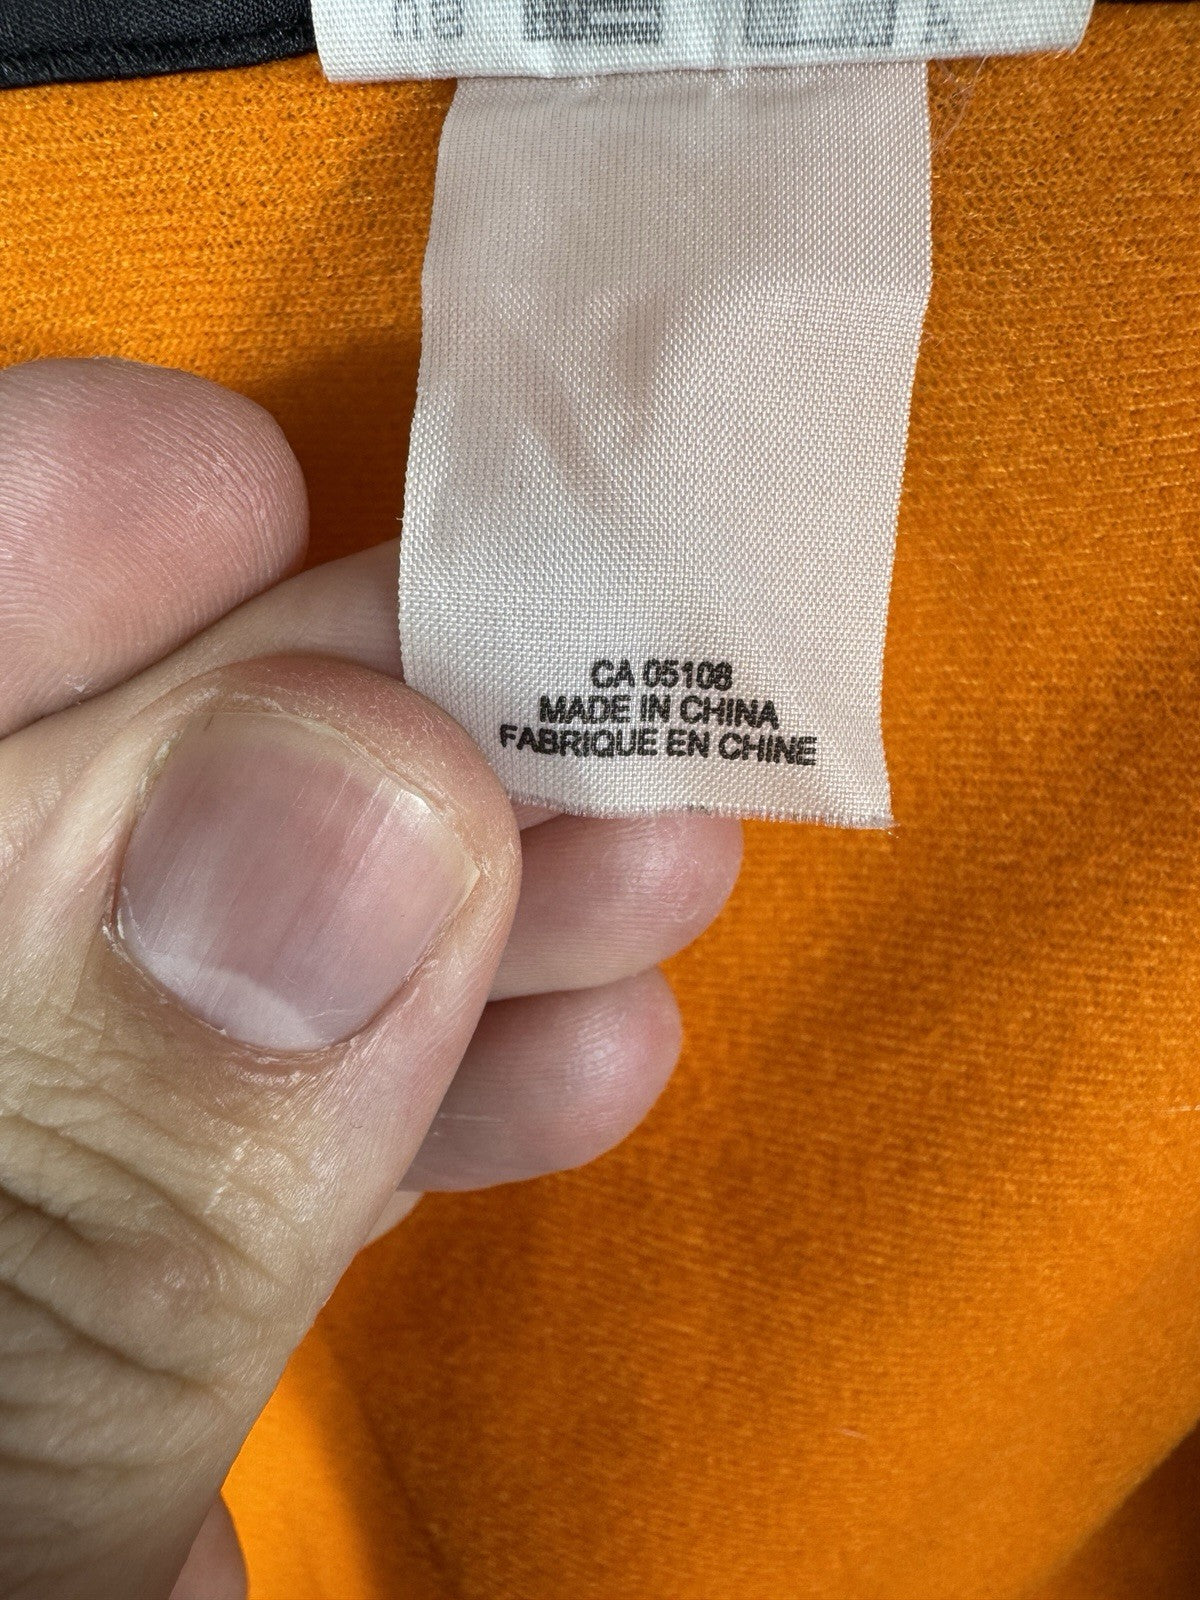 CA 05108
MADE IN CHINA
FABRIQUE EN CHINE